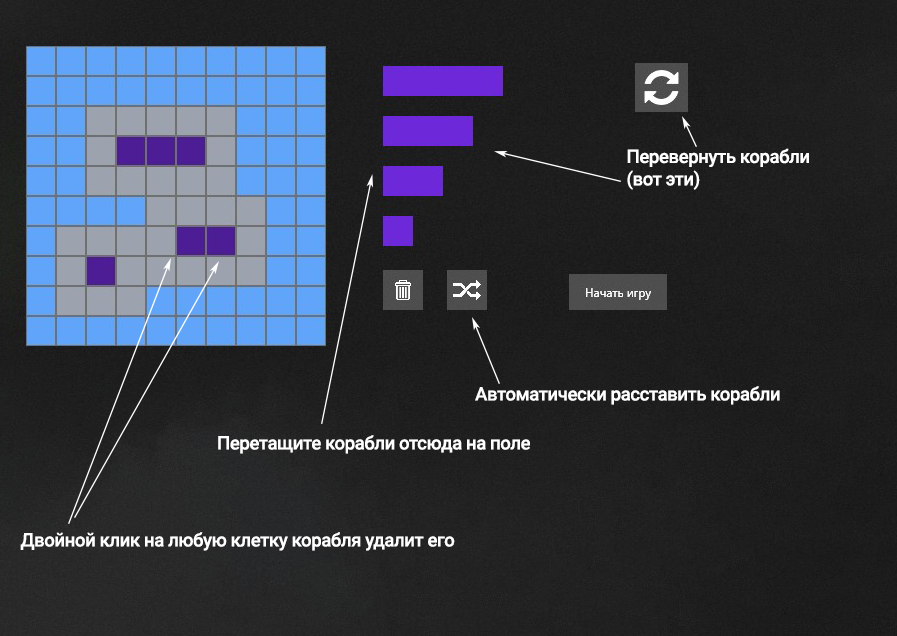 Перевернуть корабли
(вот эти)
Начать игру
Автоматически расставить корабли
Перетащите корабли отсюда на поле
Двойной клик на любую клетку корабля удалит его